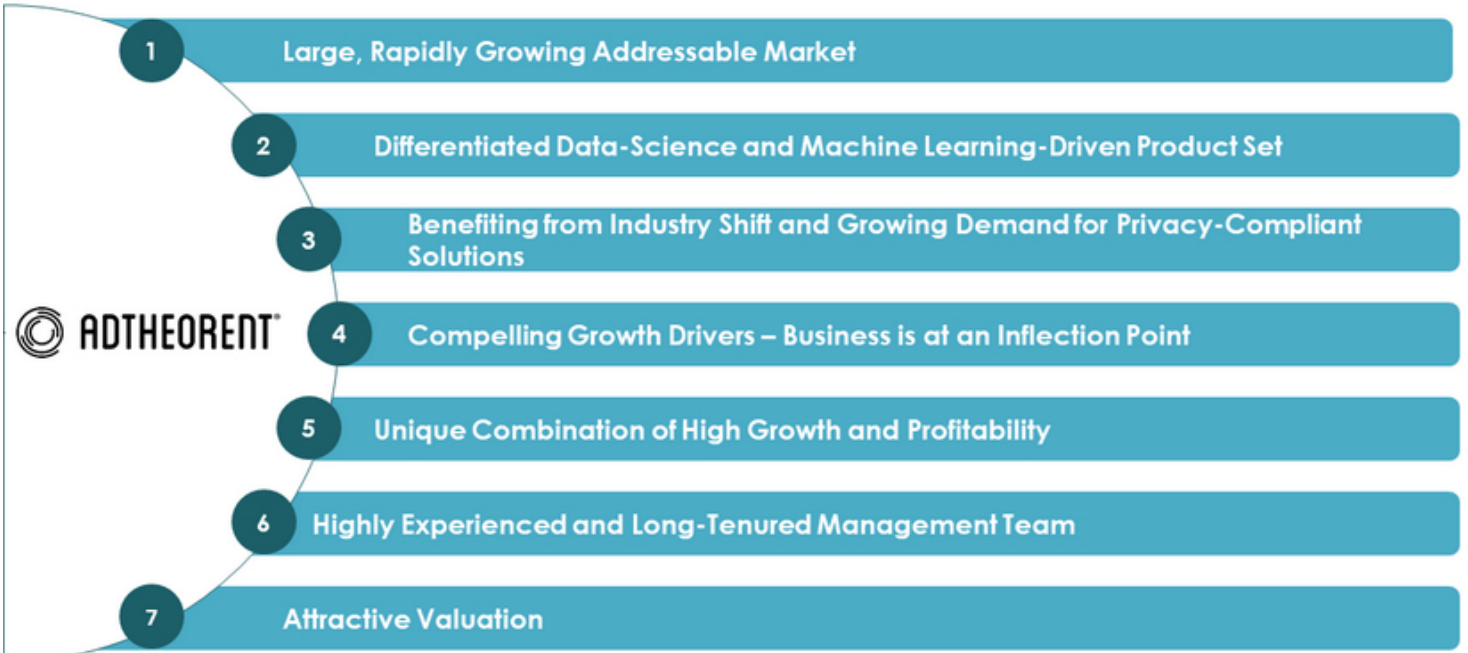 1
Large, Rapidly Growing Addressable Market
2
Differentiated Data-Science and Machine Learning-Driven Product Set
3
Benefiting from Industry Shift and Growing Demand for Privacy-Compliant
Solutions
ADTHEORENT®
4
Compelling Growth Drivers – Business is at an Inflection Point
5
Unique Combination of High Growth and Profitability
6
Highly Experienced and Long-Tenured Management Team
7
Attractive Valuation